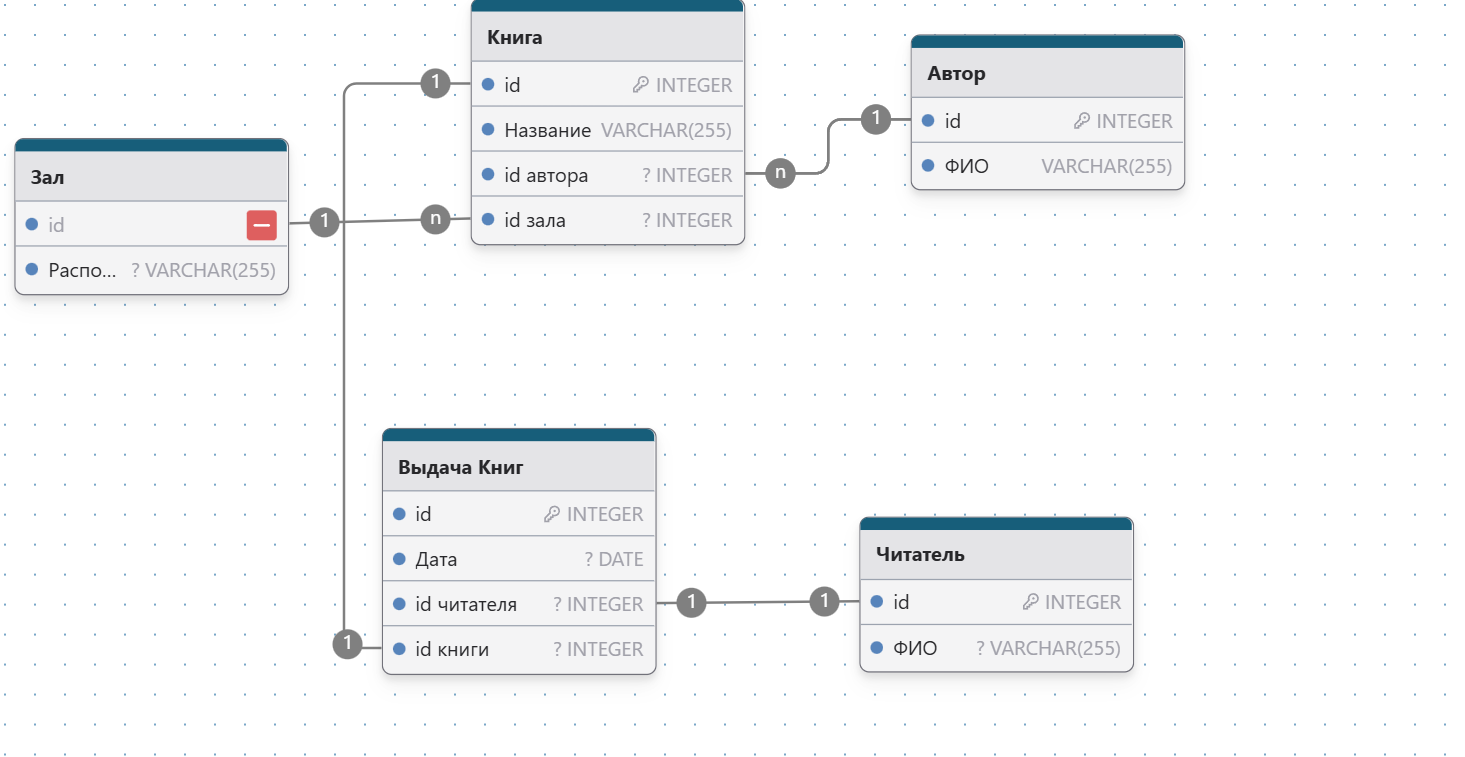 Книга
1 id INTEGER
Название VARCHAR(255)
id автора ? INTEGER n
n id зала ? INTEGER
Автор
1 id INTEGER
ФИО VARCHAR(255)
Зал
id 1
Распо... ? VARCHAR(255)
Выдача Книг
id INTEGER
Дата ? DATE
id читателя ? INTEGER 1
1 id книги ? INTEGER
Читатель
1 id INTEGER
ФИО ? VARCHAR(255)